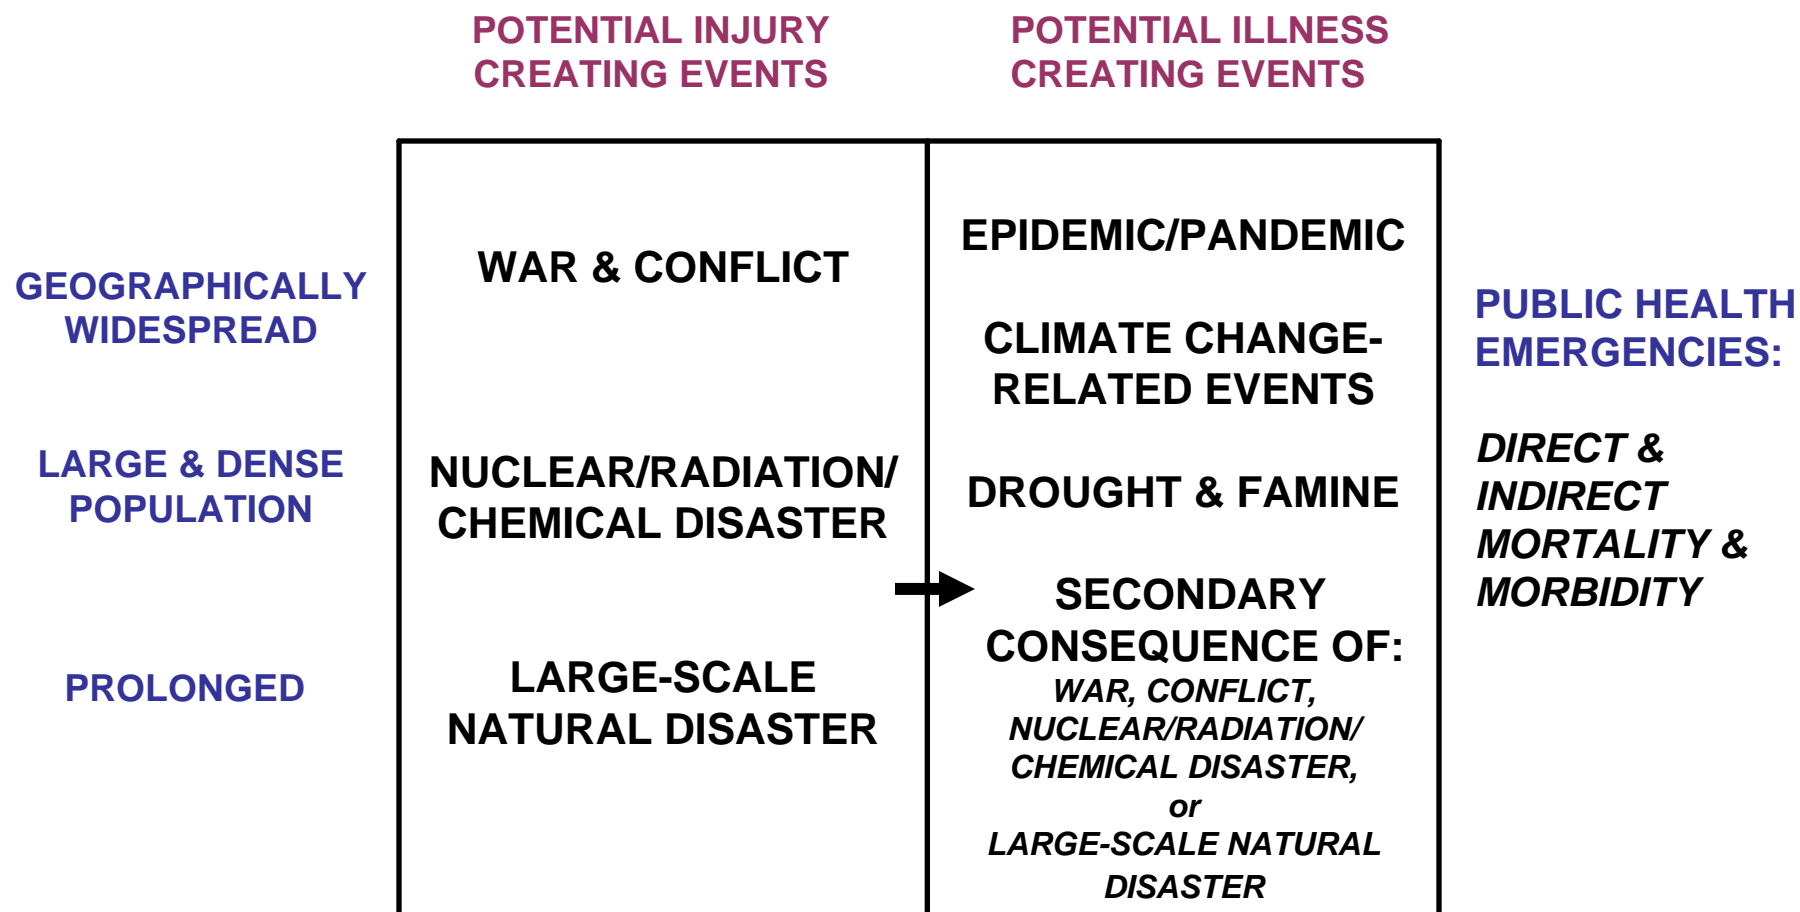 POTENTIAL INJURY
CREATING EVENTS
POTENTIAL ILLNESS
CREATING EVENTS
GEOGRAPHICALLY
WIDESPREAD
LARGE & DENSE
POPULATION
PROLONGED
WAR & CONFLICT
NUCLEAR/RADIATION/
CHEMICAL DISASTER
LARGE-SCALE
NATURAL DISASTER
EPIDEMIC/PANDEMIC
CLIMATE CHANGE-
RELATED EVENTS
DROUGHT & FAMINE
SECONDARY
CONSEQUENCE OF:
WAR, CONFLICT,
NUCLEAR/RADIATION/
CHEMICAL DISASTER,
or
LARGE-SCALE NATURAL
DISASTER
PUBLIC HEALTH
EMERGENCIES:
DIRECT &
INDIRECT
MORTALITY &
MORBIDITY